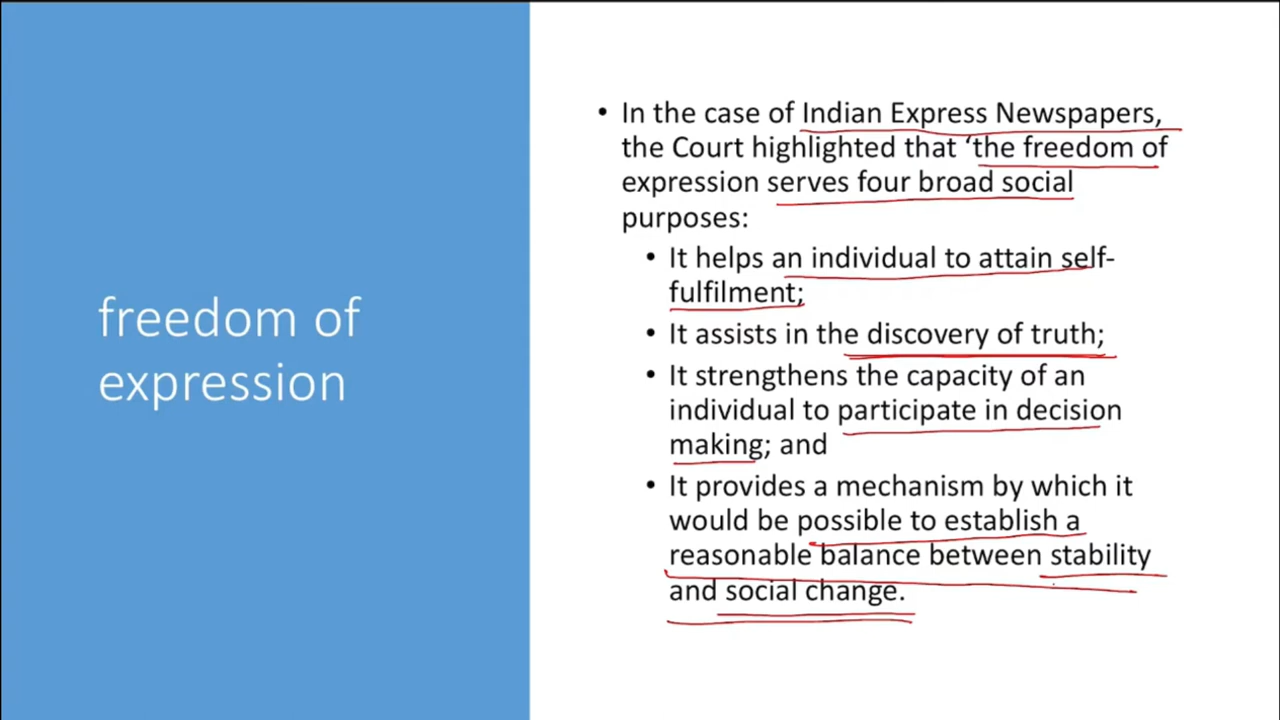 freedom of
expression
• In the case of Indian Express Newspapers,
the Court highlighted that ‘the freedom of
expression serves four broad social
purposes:
• It helps an individual to attain self-
fulfilment;
• It assists in the discovery of truth;
• It strengthens the capacity of an
individual to participate in decision
making; and
• It provides a mechanism by which it
would be possible to establish a
reasonable balance between stability
and social change.